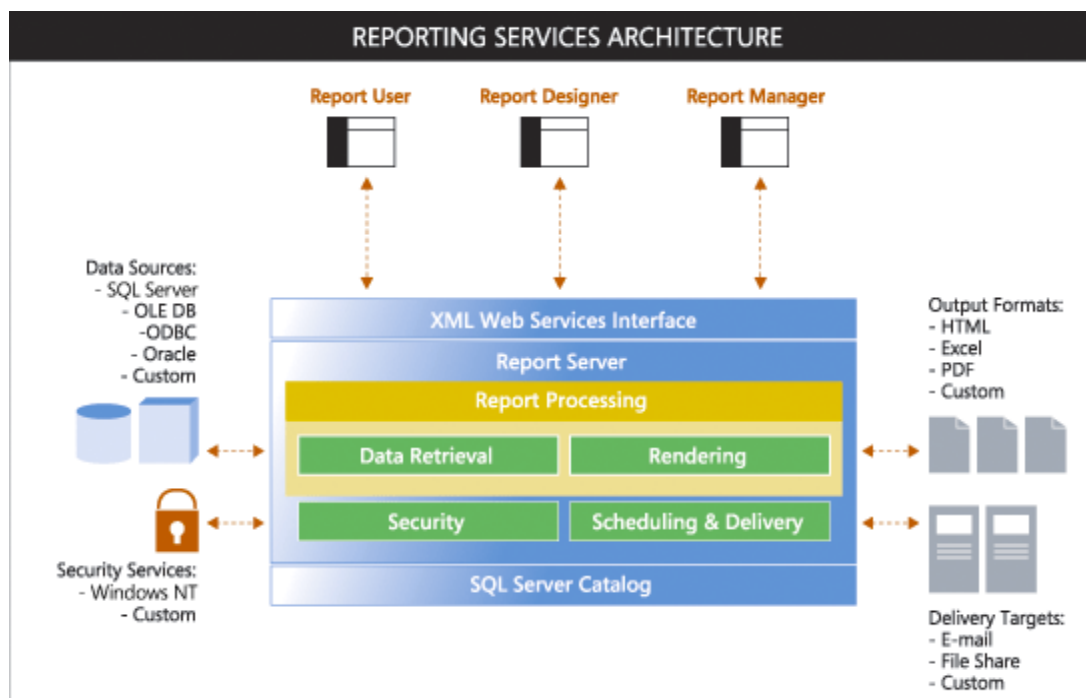 REPORTING SERVICES ARCHITECTURE
Report User
Report Designer
Report Manager
Data Sources:
- SQL Server
- OLE DB
-ODBC
- Oracle
- Custom
XML Web Services Interface
Report Server
Report Processing
Data Retrieval
Rendering
Security
Scheduling & Delivery
SQL Server Catalog
Output Formats:
- HTML
- Excel
- PDF
- Custom
Security Services:
- Windows NT
- Custom
Delivery Targets:
- E-mail
- File Share
- Custom